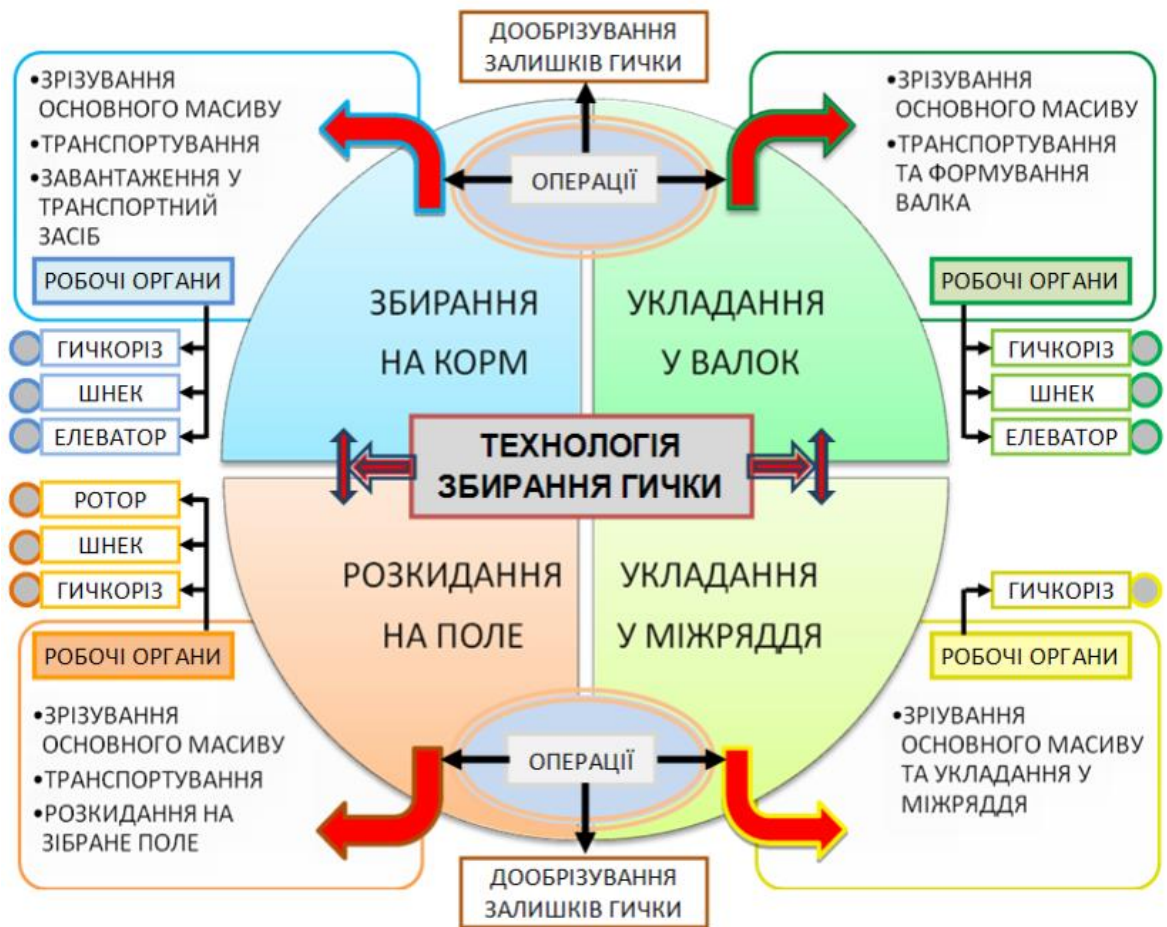 ДООБРІЗУВАННЯ
ЗАЛИШКІВ ГИЧКИ
•ЗРІЗУВАННЯ
ОСНОВНОГО МАСИВУ
•ТРАНСПОРТУВАННЯ
•ЗАВАНТАЖЕННЯ У
ТРАНСПОРТНИЙ
ЗАСІБ
РОБОЧІ ОРГАНИ
ГИЧКОРІЗ
ШНЕК
ЕЛЕВАТОР
ОПЕРАЦІЇ
•ЗРІЗУВАННЯ
ОСНОВНОГО МАСИВУ
•ТРАНСПОРТУВАННЯ
ТА ФОРМУВАННЯ
ВАЛКА
РОБОЧІ ОРГАНИ
ГИЧКОРІЗ
ШНЕК
ЕЛЕВАТОР
ЗБИРАННЯ
НА КОРМ
УКЛАДАННЯ
У ВАЛОК
ТЕХНОЛОГІЯ
ЗБИРАННЯ ГИЧКИ
РОЗКИДАННЯ
НА ПОЛЕ
УКЛАДАННЯ
У МІЖРЯДДЯ
РОТОР
ШНЕК
ГИЧКОРІЗ
РОБОЧІ ОРГАНИ
•ЗРІЗУВАННЯ
ОСНОВНОГО МАСИВУ
•ТРАНСПОРТУВАННЯ
•РОЗКИДАННЯ НА
ЗІБРАНЕ ПОЛЕ
ОПЕРАЦІЇ
ГИЧКОРІЗ
РОБОЧІ ОРГАНИ
•ЗРІУВАННЯ
ОСНОВНОГО МАСИВУ
ТА УКЛАДАННЯ У
МІЖРЯДДЯ
ДООБРІЗУВАННЯ
ЗАЛИШКІВ ГИЧКИ